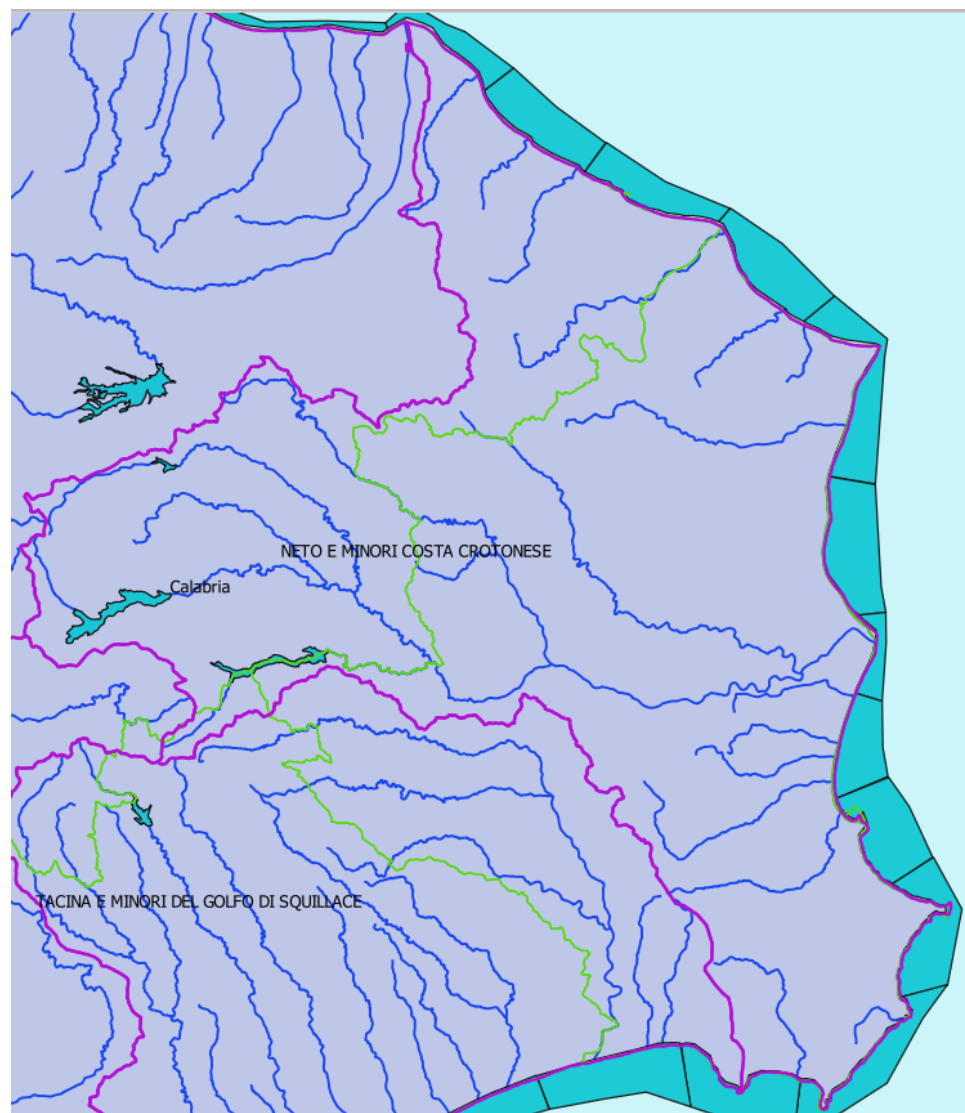 NETO E MINORI COSTA CROTONESE
Calabria
TACINA E MINORI DEL GOLFO DI SQUILLACE